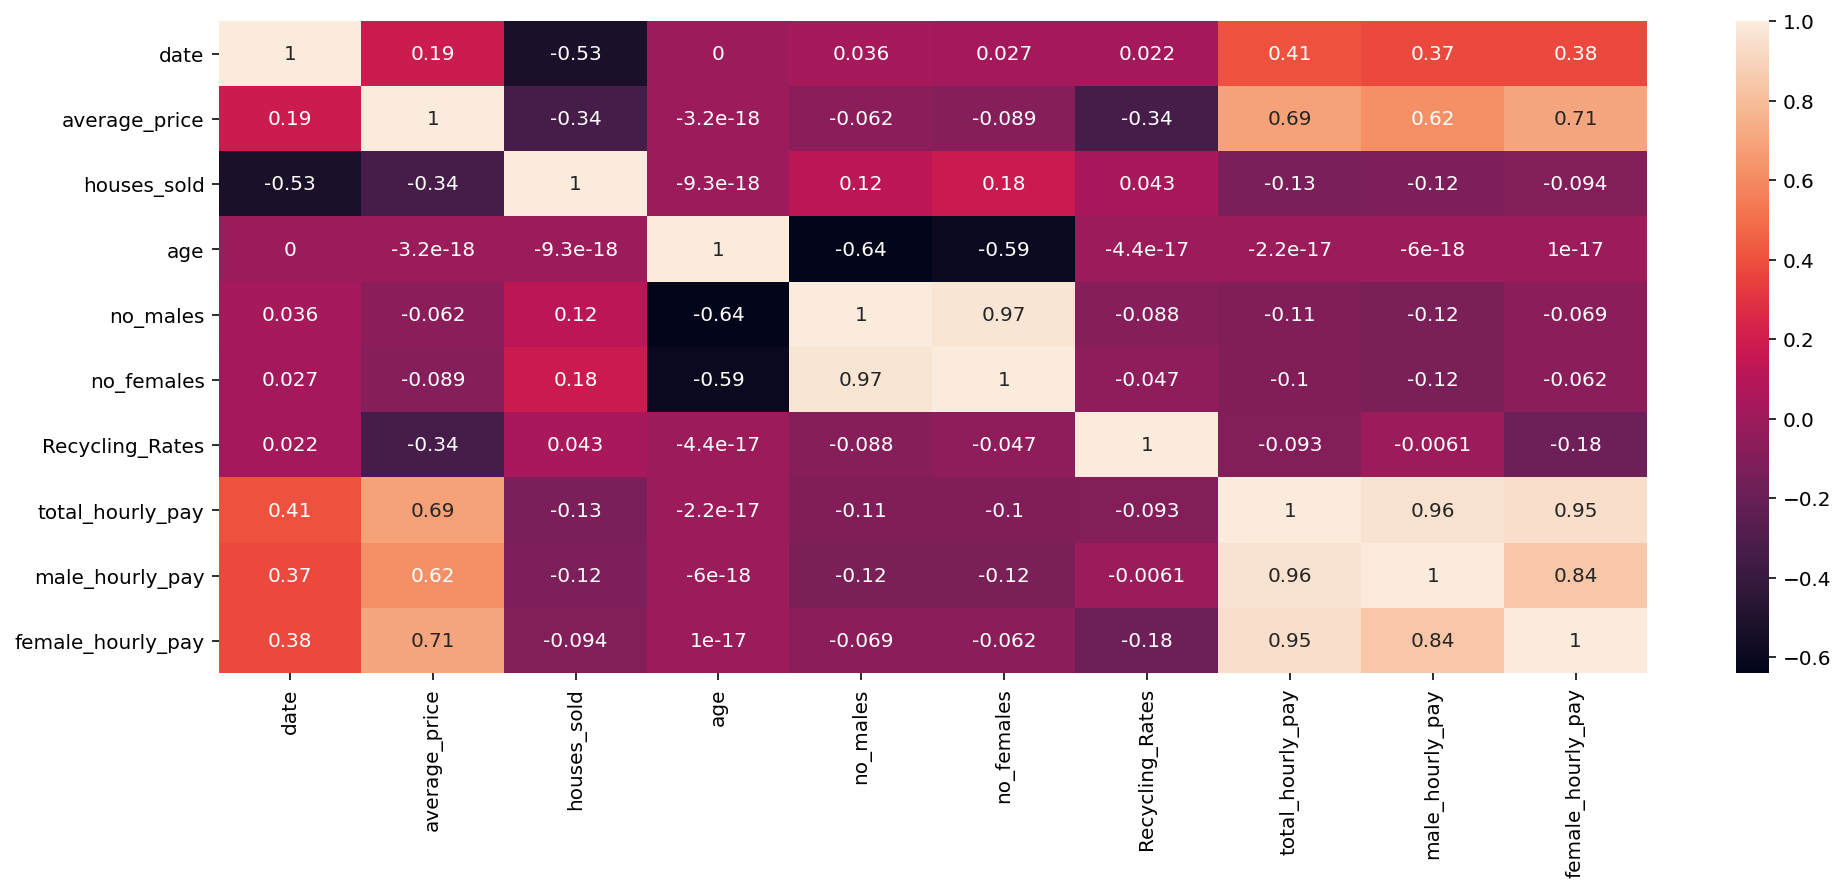 date 1 0.19 -0.53 0 0.036 0.027 0.022 0.41 0.37 0.38
average_price 0.19 1 -0.34 -3.2e-18 -0.062 -0.089 -0.34 0.69 0.62 0.71
houses_sold -0.53 -0.34 1 -9.3e-18 0.12 0.18 0.043 -0.13 -0.12 -0.094
age 0 -3.2e-18 -9.3e-18 1 -0.64 -0.59 -4.4e-17 -2.2e-17 -6e-18 1e-17
no_males 0.036 -0.062 0.12 -0.64 1 0.97 -0.088 -0.11 -0.12 -0.069
no_females 0.027 -0.089 0.18 -0.59 0.97 1 -0.047 -0.1 -0.12 -0.062
Recycling_Rates 0.022 -0.34 0.043 -4.4e-17 -0.088 -0.047 1 -0.093 -0.0061 -0.18
total_hourly_pay 0.41 0.69 -0.13 -2.2e-17 -0.11 -0.1 -0.093 1 0.96 0.95
male_hourly_pay 0.37 0.62 -0.12 -6e-18 -0.12 -0.12 -0.0061 0.96 1 0.84
female_hourly_pay 0.38 0.71 -0.094 1e-17 -0.069 -0.062 -0.18 0.95 0.84 1
date
average_price
houses_sold
age
no_males
no_females
Recycling_Rates
total_hourly_pay
male_hourly_pay
female_hourly_pay
1.0
0.8
0.6
0.4
0.2
0.0
−0.2
−0.4
−0.6